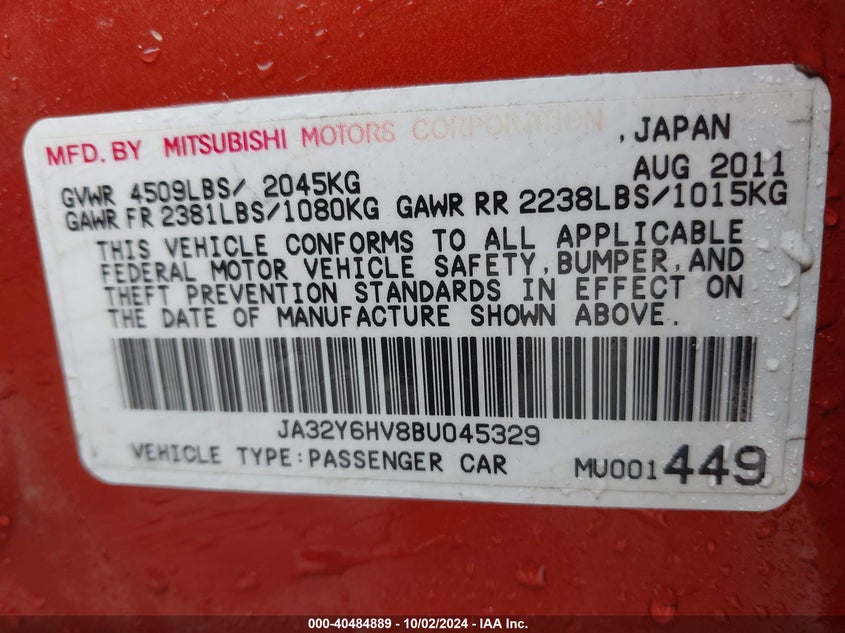 MFD. BY MITSUBISHI MOTORS CORPORATION , JAPAN
AUG 2011
GVWR 4509LBS/ 2045KG
GAWR FR 2381LBS/1080KG GAWR RR 2238LBS/1015KG
THIS VEHICLE CONFORMS TO ALL APPLICABLE
FEDERAL MOTOR VEHICLE SAFETY, BUMPER, AND
THEFT PREVENTION STANDARDS IN EFFECT ON
THE DATE OF MANUFACTURE SHOWN ABOVE.
JA32Y6HV8BU045329
VEHICLE TYPE:PASSENGER CAR MU001449
000-40484889 - 10/02/2024 - IAA Inc.